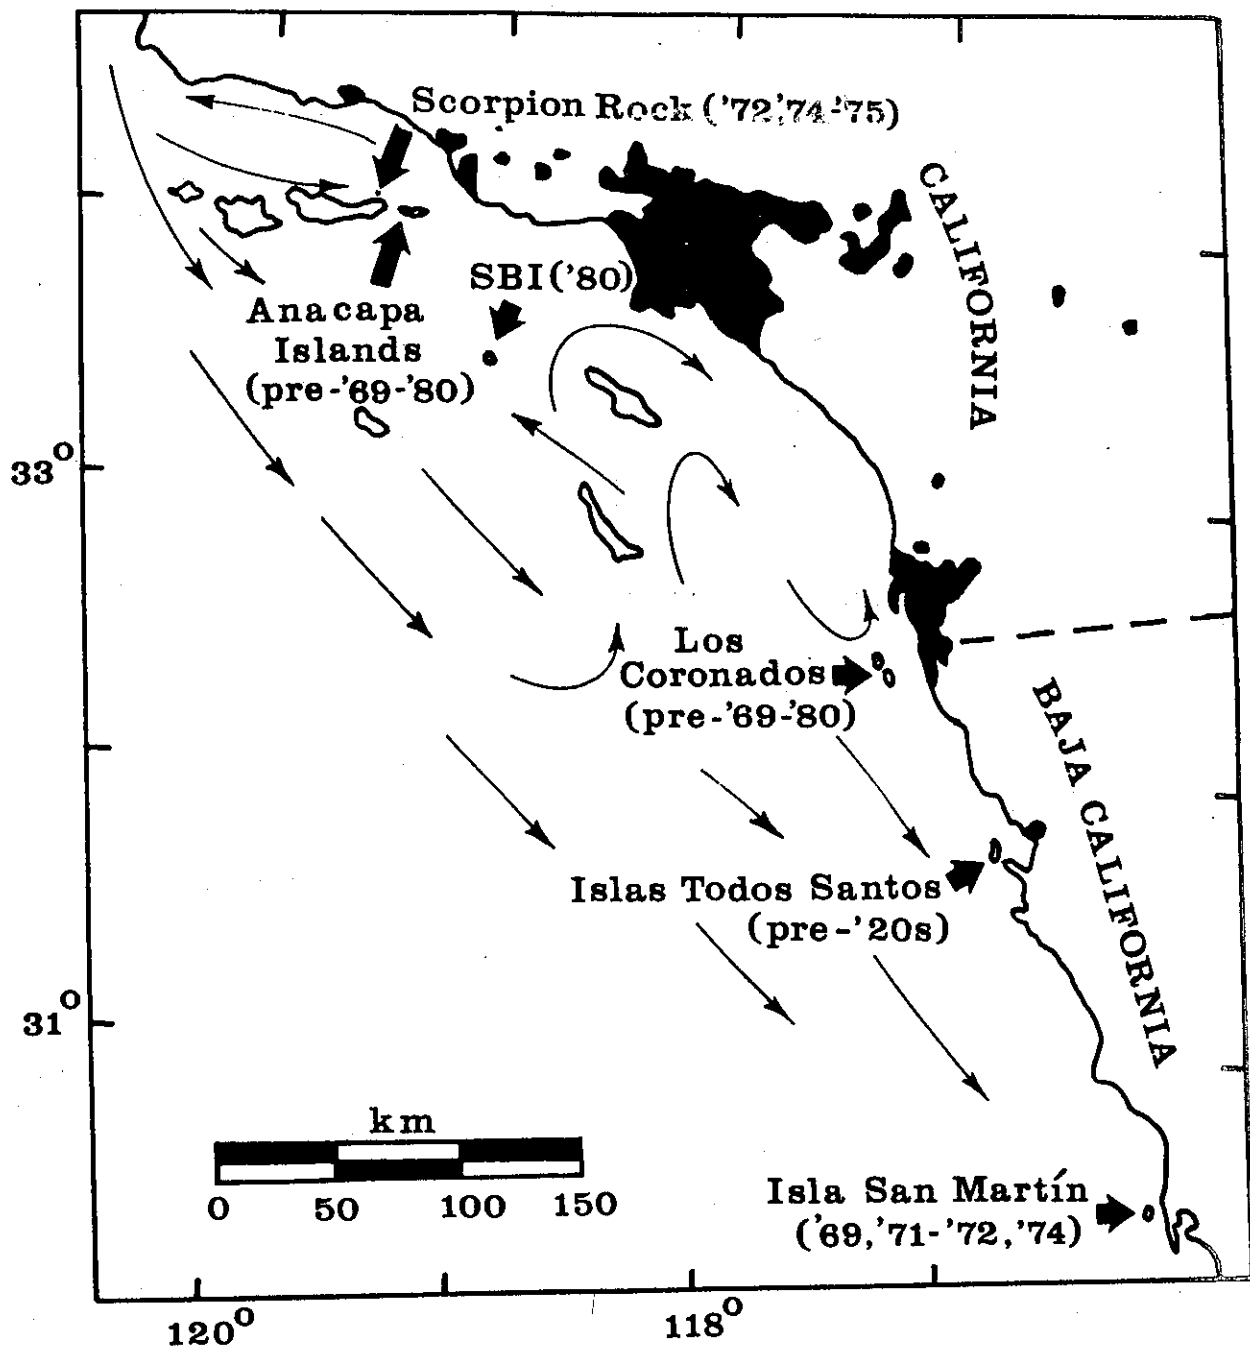 Scorpion Rock ('72,'74-'75)
CALIFORNIA
SBI ('80)
Anacapa
Islands
(pre-'69-'80)
33°
Los
Coronados
(pre-'69-'80)
BAJA CALIFORNIA
Islas Todos Santos
(pre-'20s)
31°
km
0 50 100 150
Isla San Martín
('69,'71-'72,'74)
120° 118°